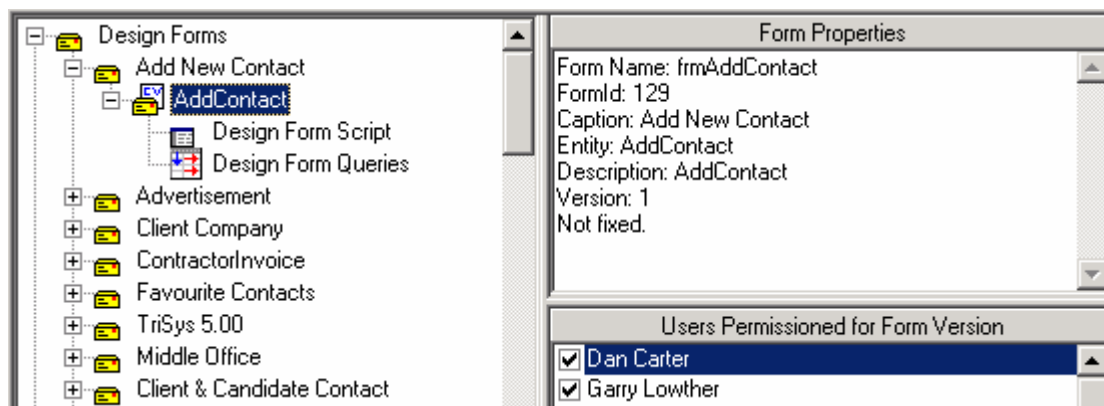 Design Forms
Add New Contact
AddContact
Design Form Script
Design Form Queries
Advertisement
Client Company
ContractorInvoice
Favourite Contacts
TriSys 5.00
Middle Office
Client & Candidate Contact
Form Properties
Form Name: frmAddContact
FormId: 129
Caption: Add New Contact
Entity: AddContact
Description: AddContact
Version: 1
Not fixed.
Users Permissioned for Form Version
Dan Carter
Garry Lowther